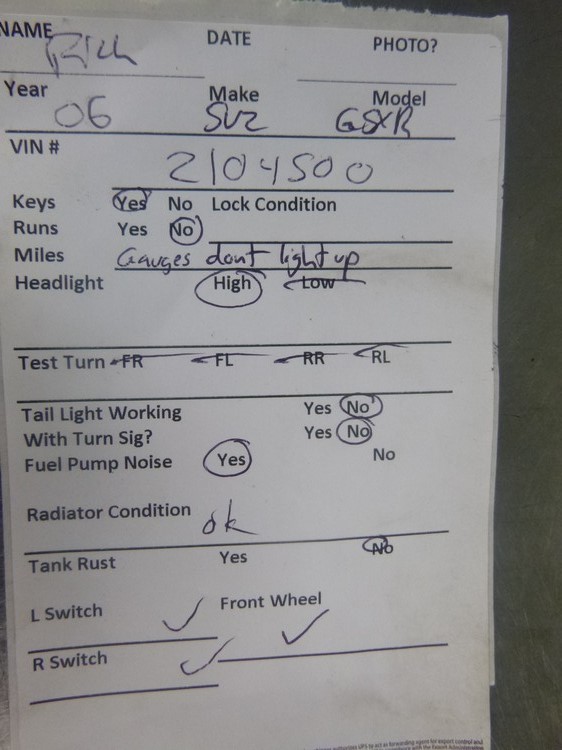 NAME Rich DATE PHOTO?
Year 06 Make SUZ Model GSXR
VIN # 2104500
Keys Yes No Lock Condition
Runs Yes No
Miles Gauges dont light up
Headlight High Low
Test Turn FR FL RR RL
Tail Light Working Yes No
With Turn Sig? Yes No
Fuel Pump Noise Yes No
Radiator Condition ok
Tank Rust Yes No
L Switch ✓ Front Wheel ✓
R Switch ✓